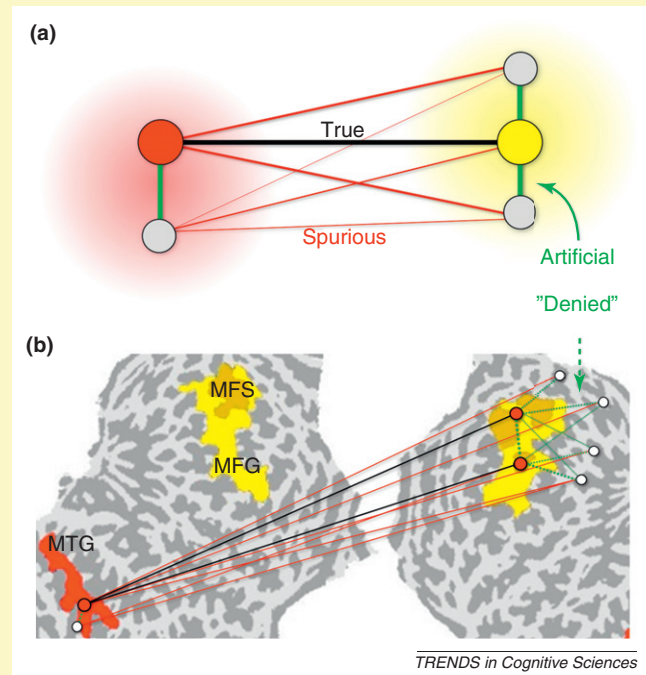 (a)
True
Spurious
Artificial
”Denied”
(b)
MFS
MFG
MTG
TRENDS in Cognitive Sciences